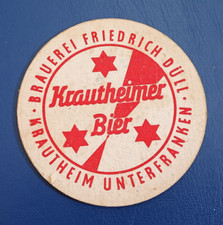 BRAUEREI FRIEDRICH DÜLL
Krautheimer
Bier
KRAUTHEIM UNTERFRANKEN